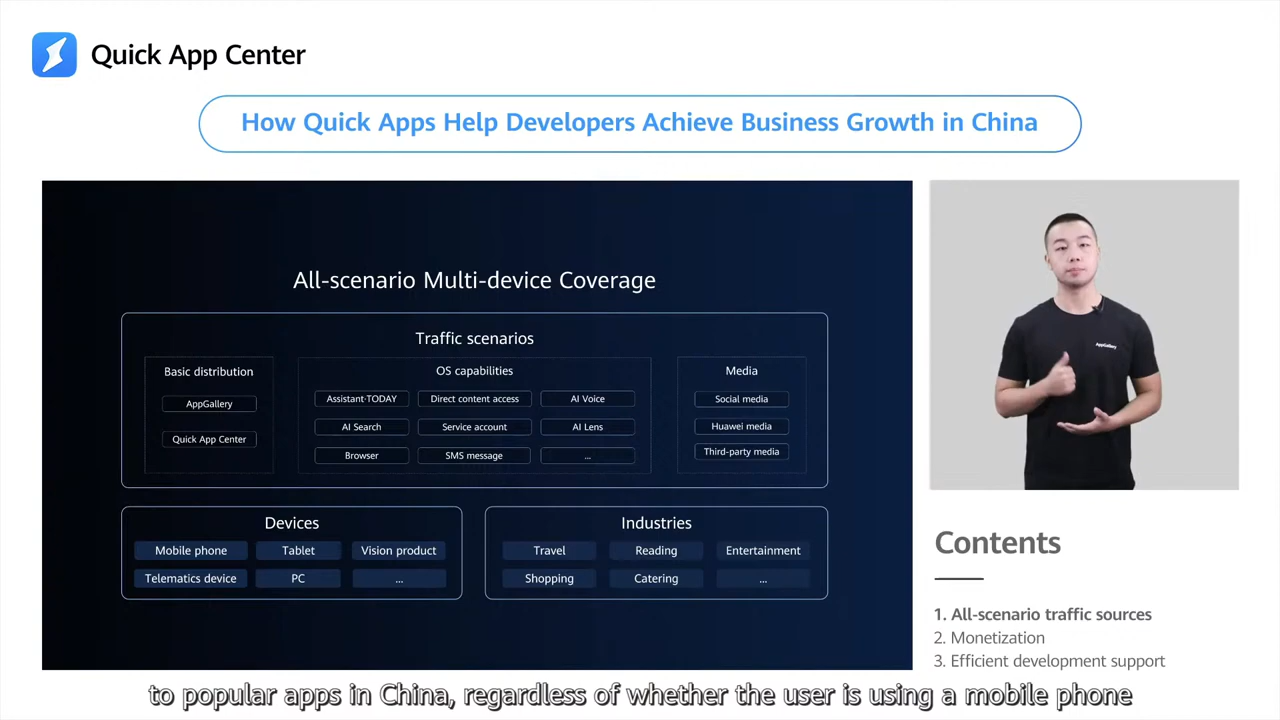 Quick App Center
How Quick Apps Help Developers Achieve Business Growth in China
All-scenario Multi-device Coverage
Traffic scenarios
Basic distribution
AppGallery
Quick App Center
OS capabilities
Assistant·TODAY
Direct content access
AI Voice
AI Search
Service account
AI Lens
Browser
SMS message
...
Media
Social media
Huawei media
Third-party media
Devices
Mobile phone
Tablet
Vision product
Telematics device
PC
...
Industries
Travel
Reading
Entertainment
Shopping
Catering
...
AppGallery
Contents
1. All-scenario traffic sources
2. Monetization
3. Efficient development support
to popular apps in China, regardless of whether the user is using a mobile phone